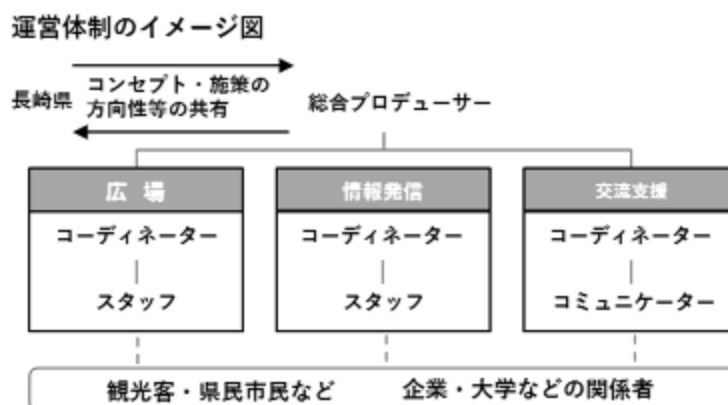 運営体制のイメージ図
長崎県
コンセプト・施策の
方向性等の共有
総合プロデューサー
広 場
コーディネーター
スタッフ
情報発信
コーディネーター
スタッフ
交流支援
コーディネーター
コミュニケーター
観光客・県民市民など
企業・大学などの関係者